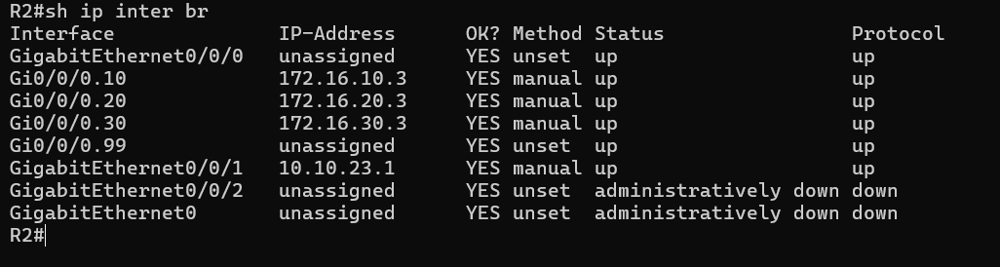 R2#sh ip inter br
Interface              IP-Address      OK? Method Status                Protocol
GigabitEthernet0/0/0   unassigned      YES unset  up                    up
Gi0/0/0.10             172.16.10.3     YES manual up                    up
Gi0/0/0.20             172.16.20.3     YES manual up                    up
Gi0/0/0.30             172.16.30.3     YES manual up                    up
Gi0/0/0.99             unassigned      YES unset  up                    up
GigabitEthernet0/0/1   10.10.23.1      YES manual up                    up
GigabitEthernet0/0/2   unassigned      YES unset  administratively down down
GigabitEthernet0       unassigned      YES unset  administratively down down
R2#